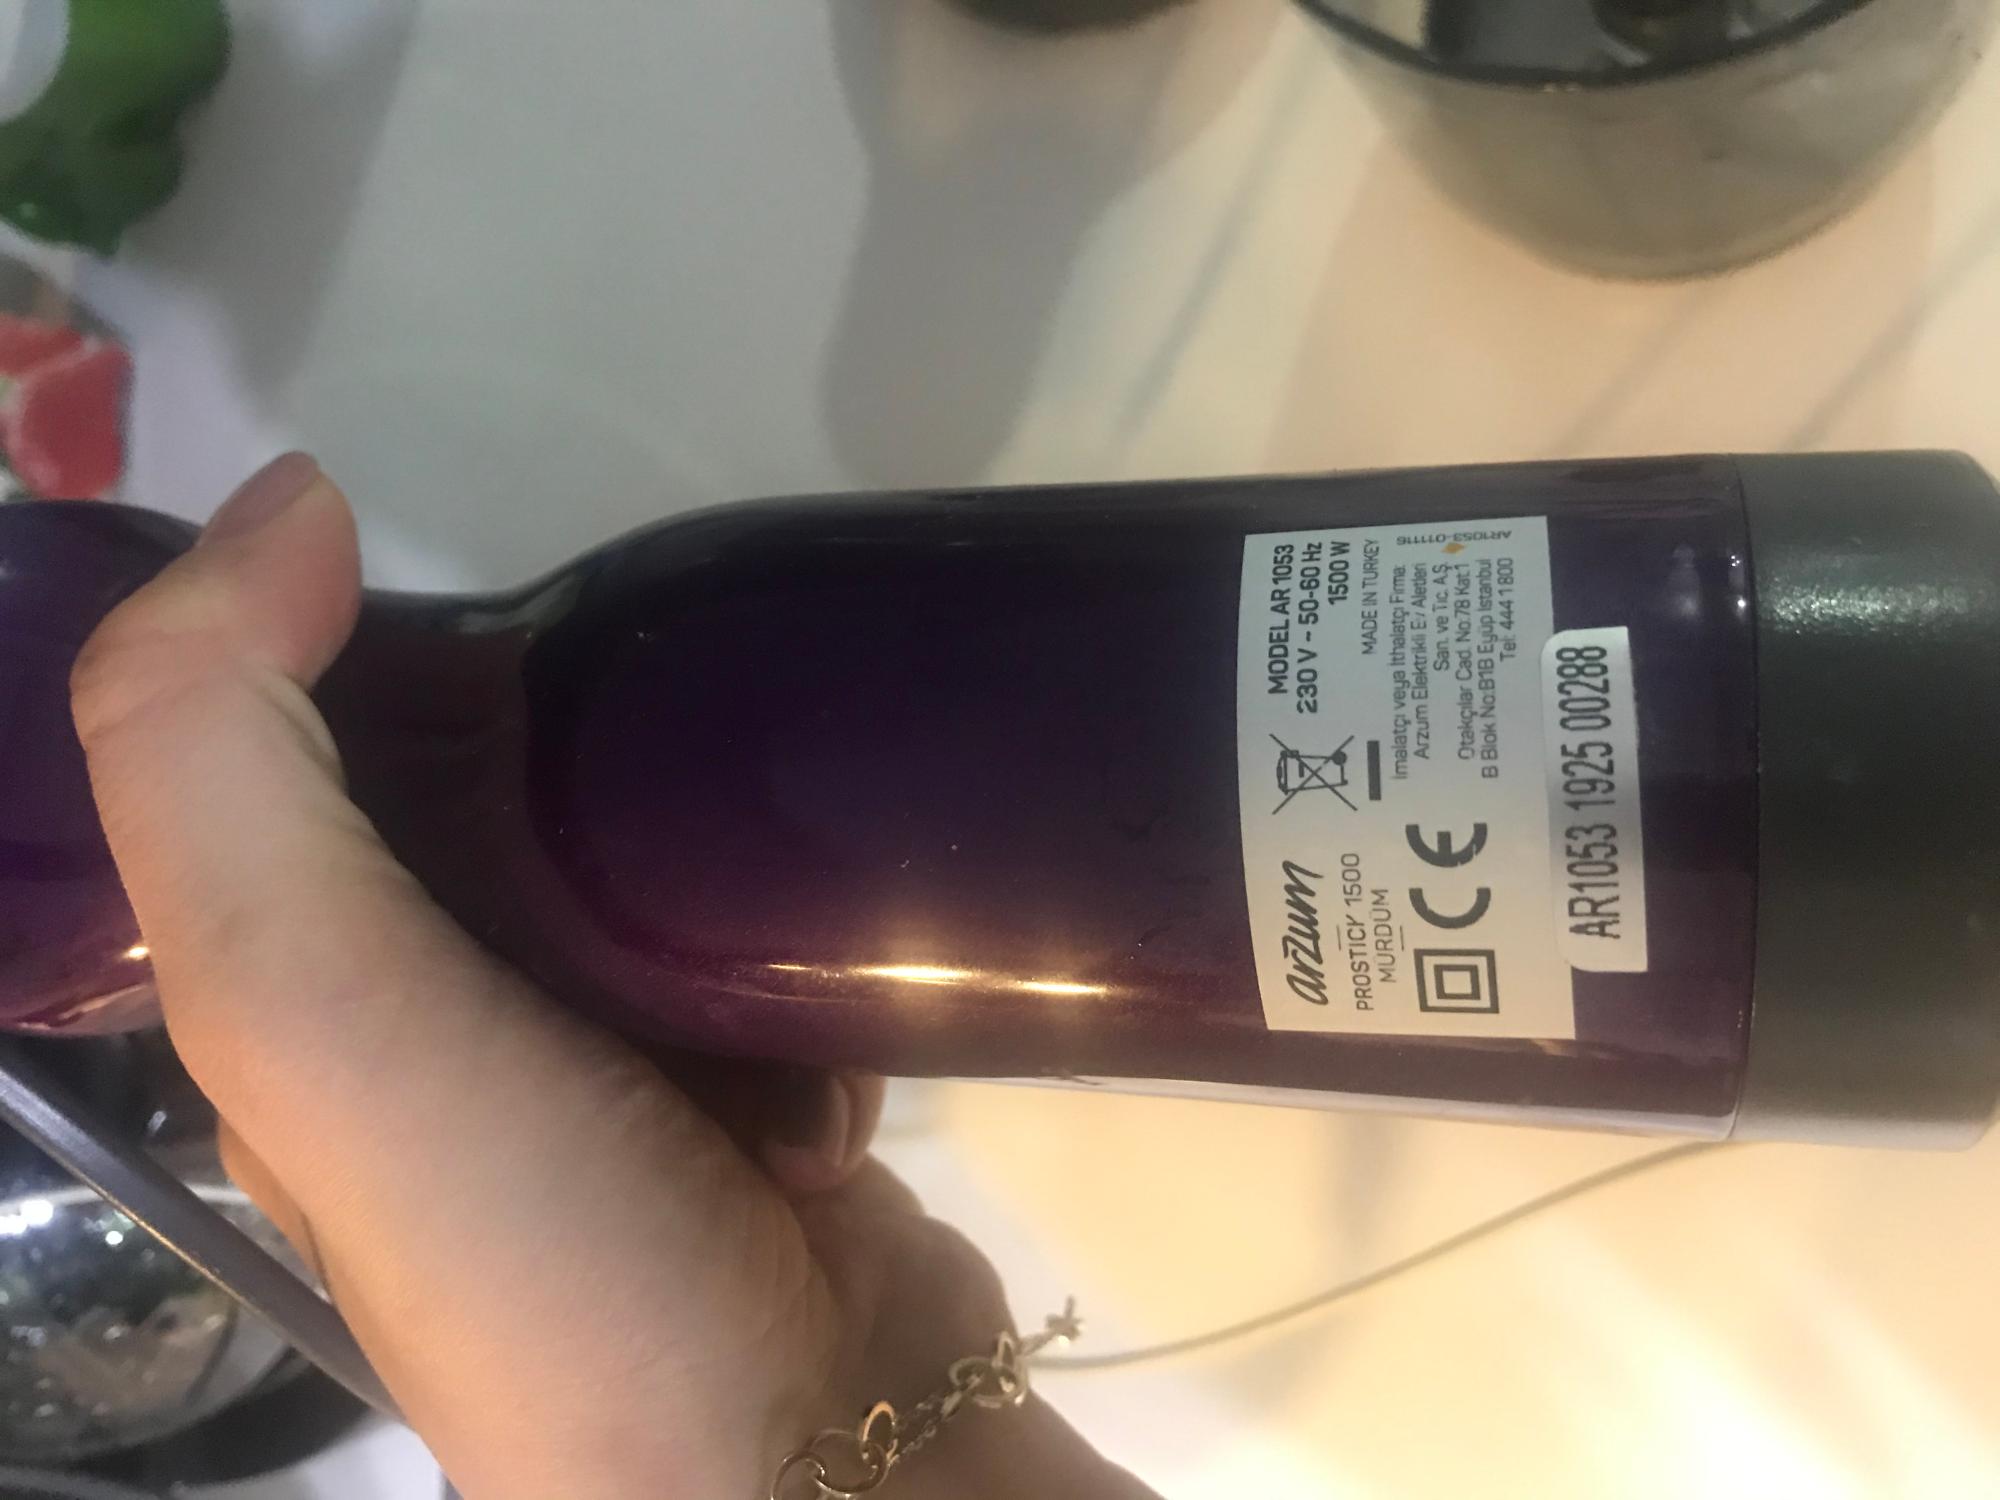 arzum
PROSTICK 1500
MÜRDÜM
CE
MODEL AR 1053
230 V ~ 50-60 Hz
1500 W
MADE IN TURKEY
İmalatçı veya İthalatçı Firma:
Arzum Elektrikli Ev Aletleri
San. ve Tic. A.Ş.
Otakçılar Cad. No:78 Kat:1
B Blok No:B1B Eyüp İstanbul
Tel: 444 1 800
AR1053-011116
AR1053 1925 00288